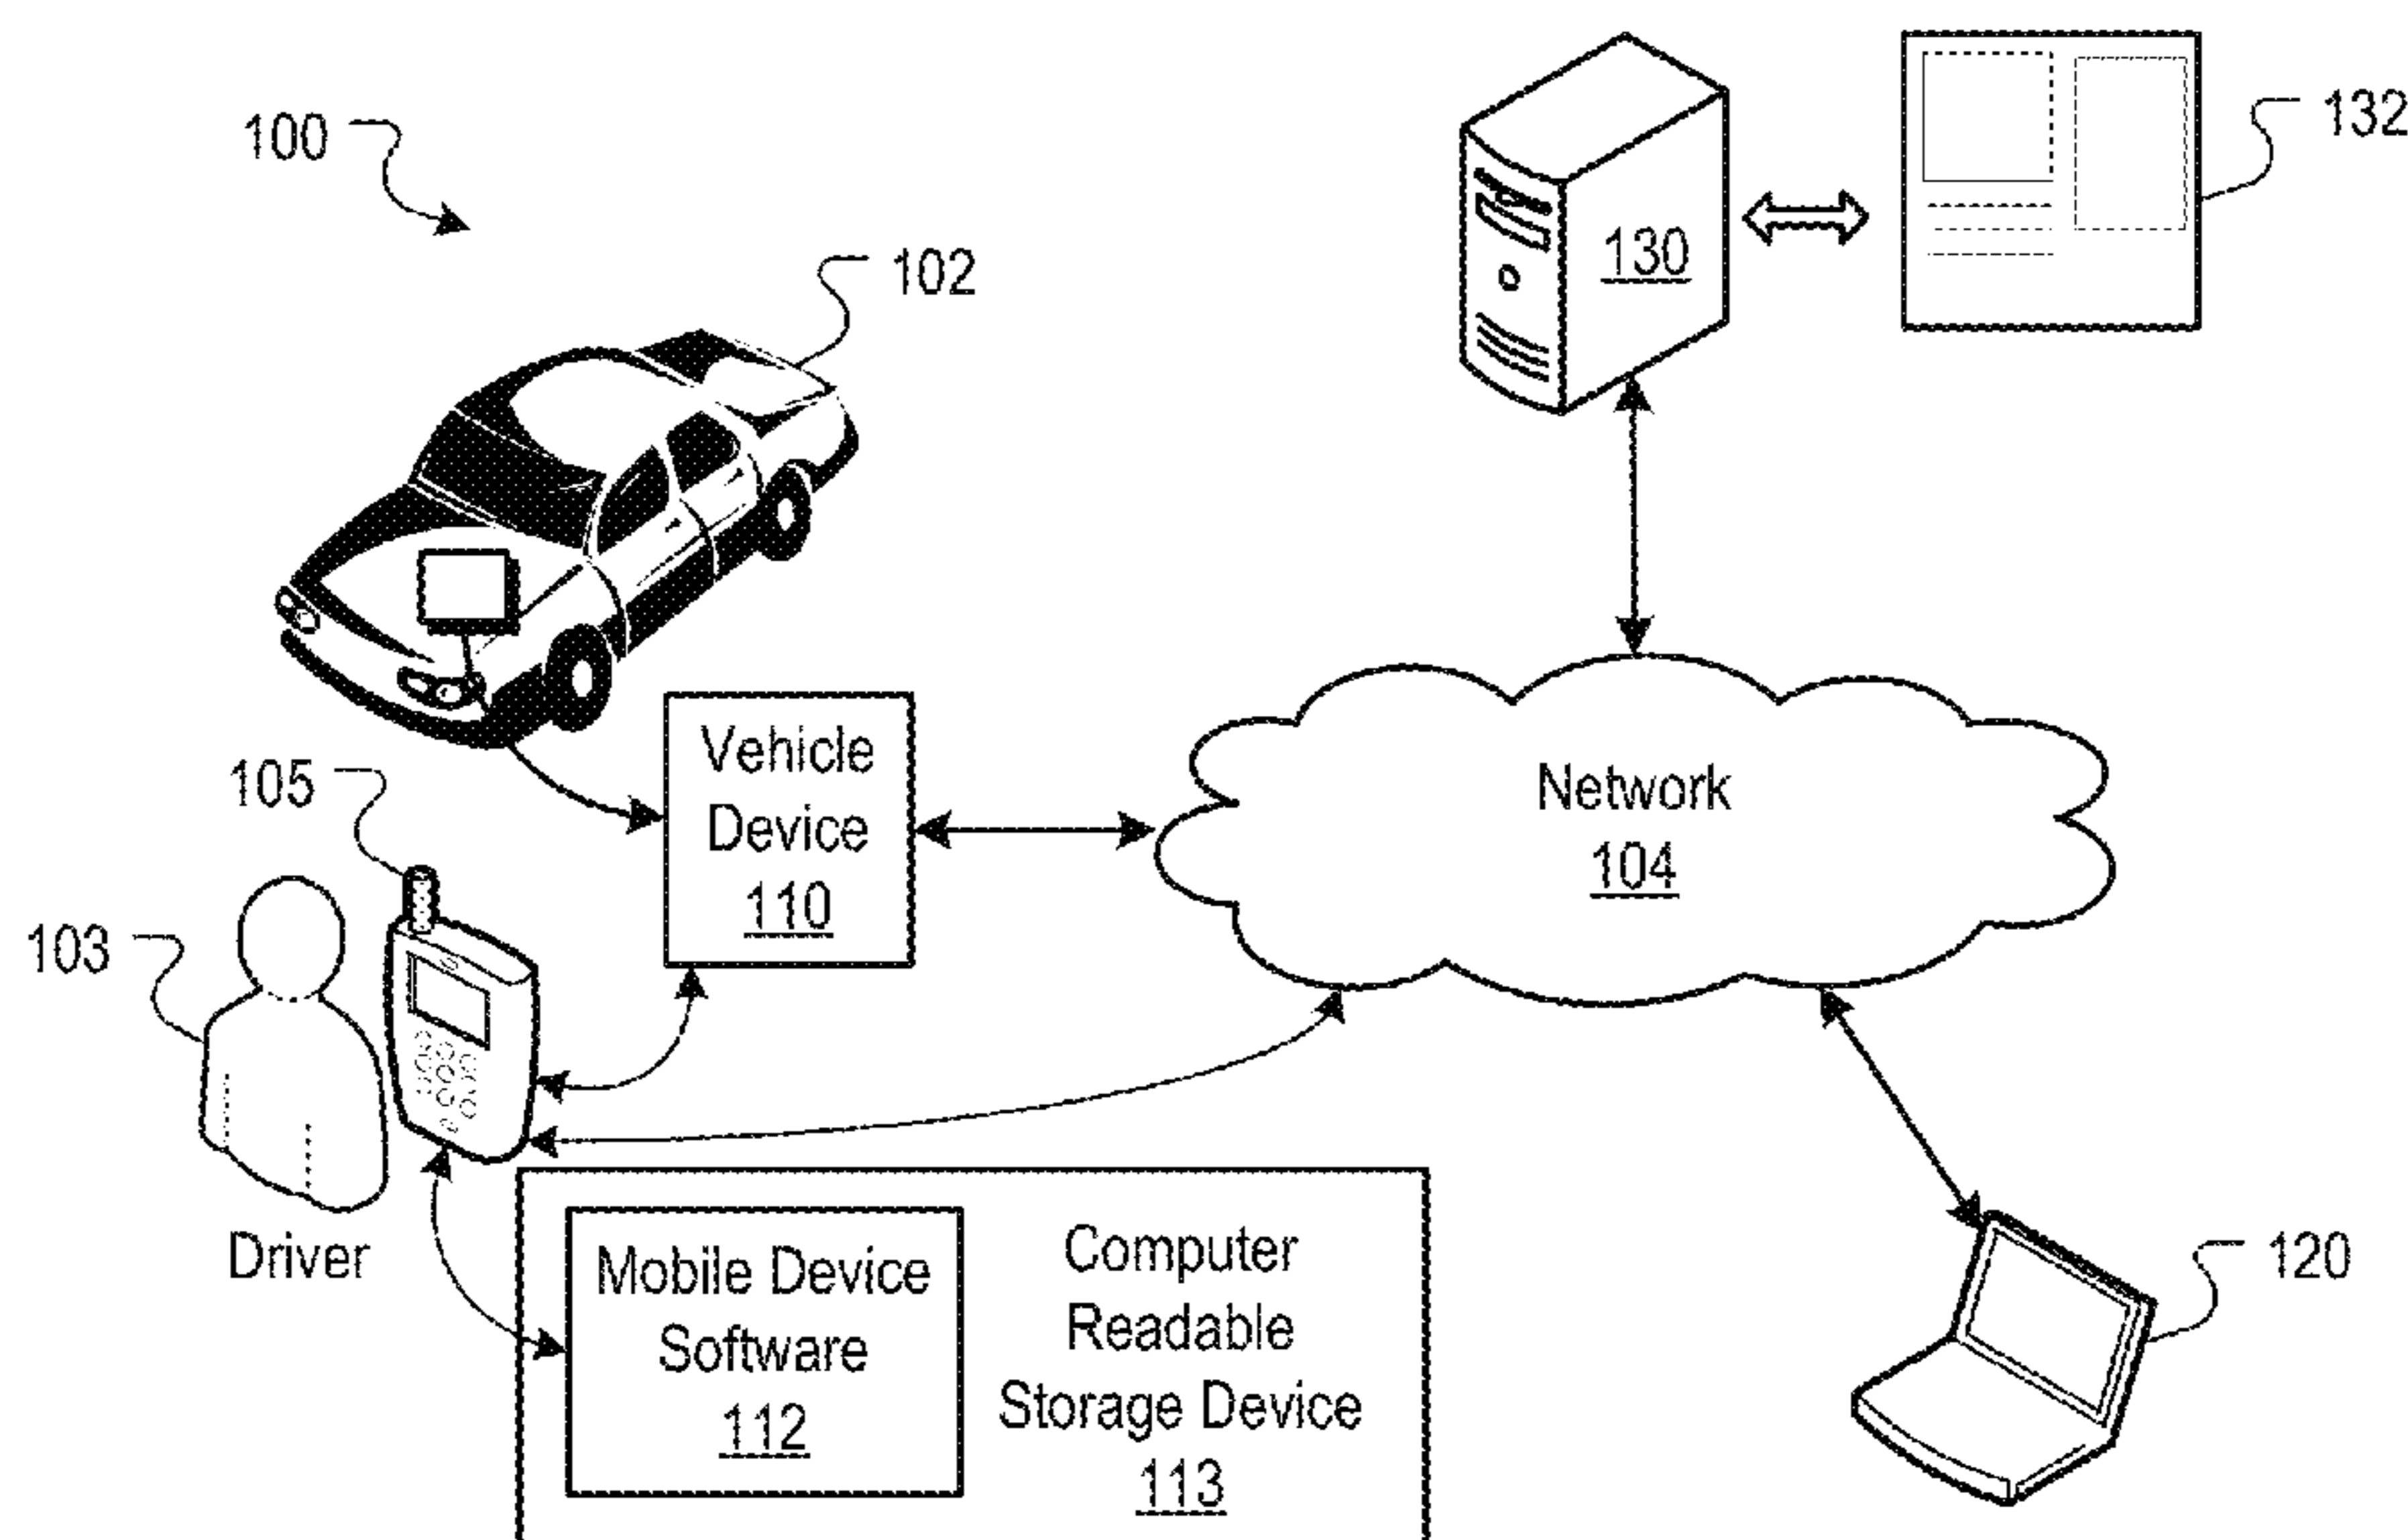 100
102
130
132
Vehicle
Device
110
Network
104
105
103
Driver
Mobile Device
Software
112
Computer
Readable
Storage Device
113
120